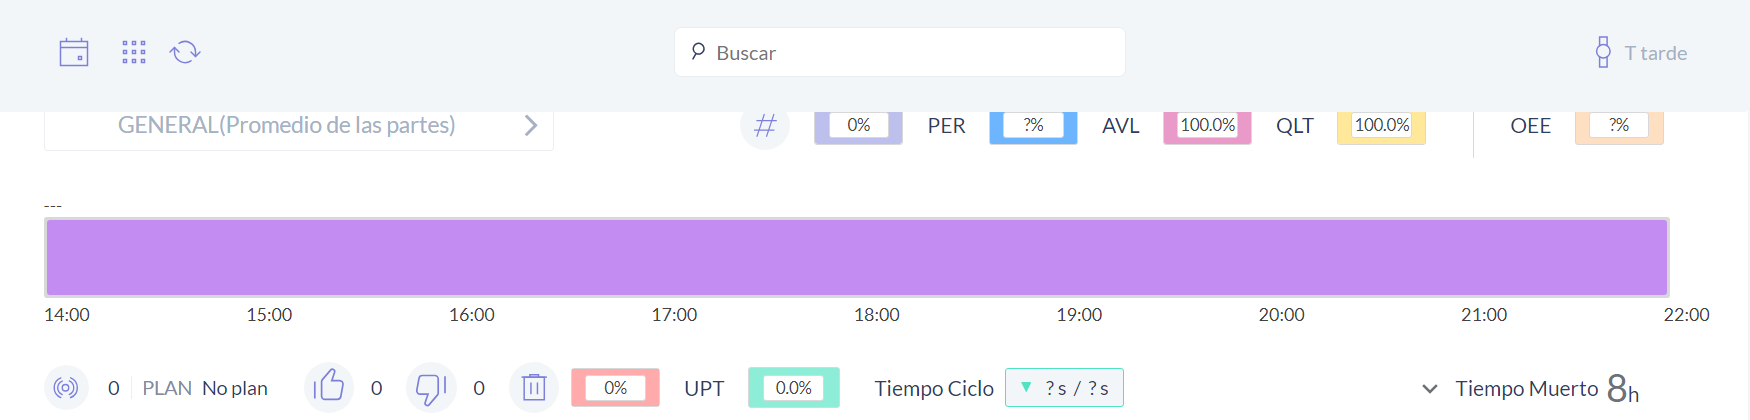 Buscar T tarde
GENERAL(Promedio de las partes) # 0% PER ?% AVL 100.0% QLT 100.0% OEE ?%
---
14:00 15:00 16:00 17:00 18:00 19:00 20:00 21:00 22:00
0 PLAN No plan 0 0 0% UPT 0.0% Tiempo Ciclo ? s / ? s Tiempo Muerto 8h